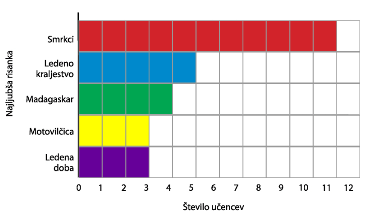 Najljubša risanka
Smrkci
Ledeno
kraljestvo
Madagaskar
Motovilčica
Ledena
doba
0 1 2 3 4 5 6 7 8 9 10 11 12
Število učencev